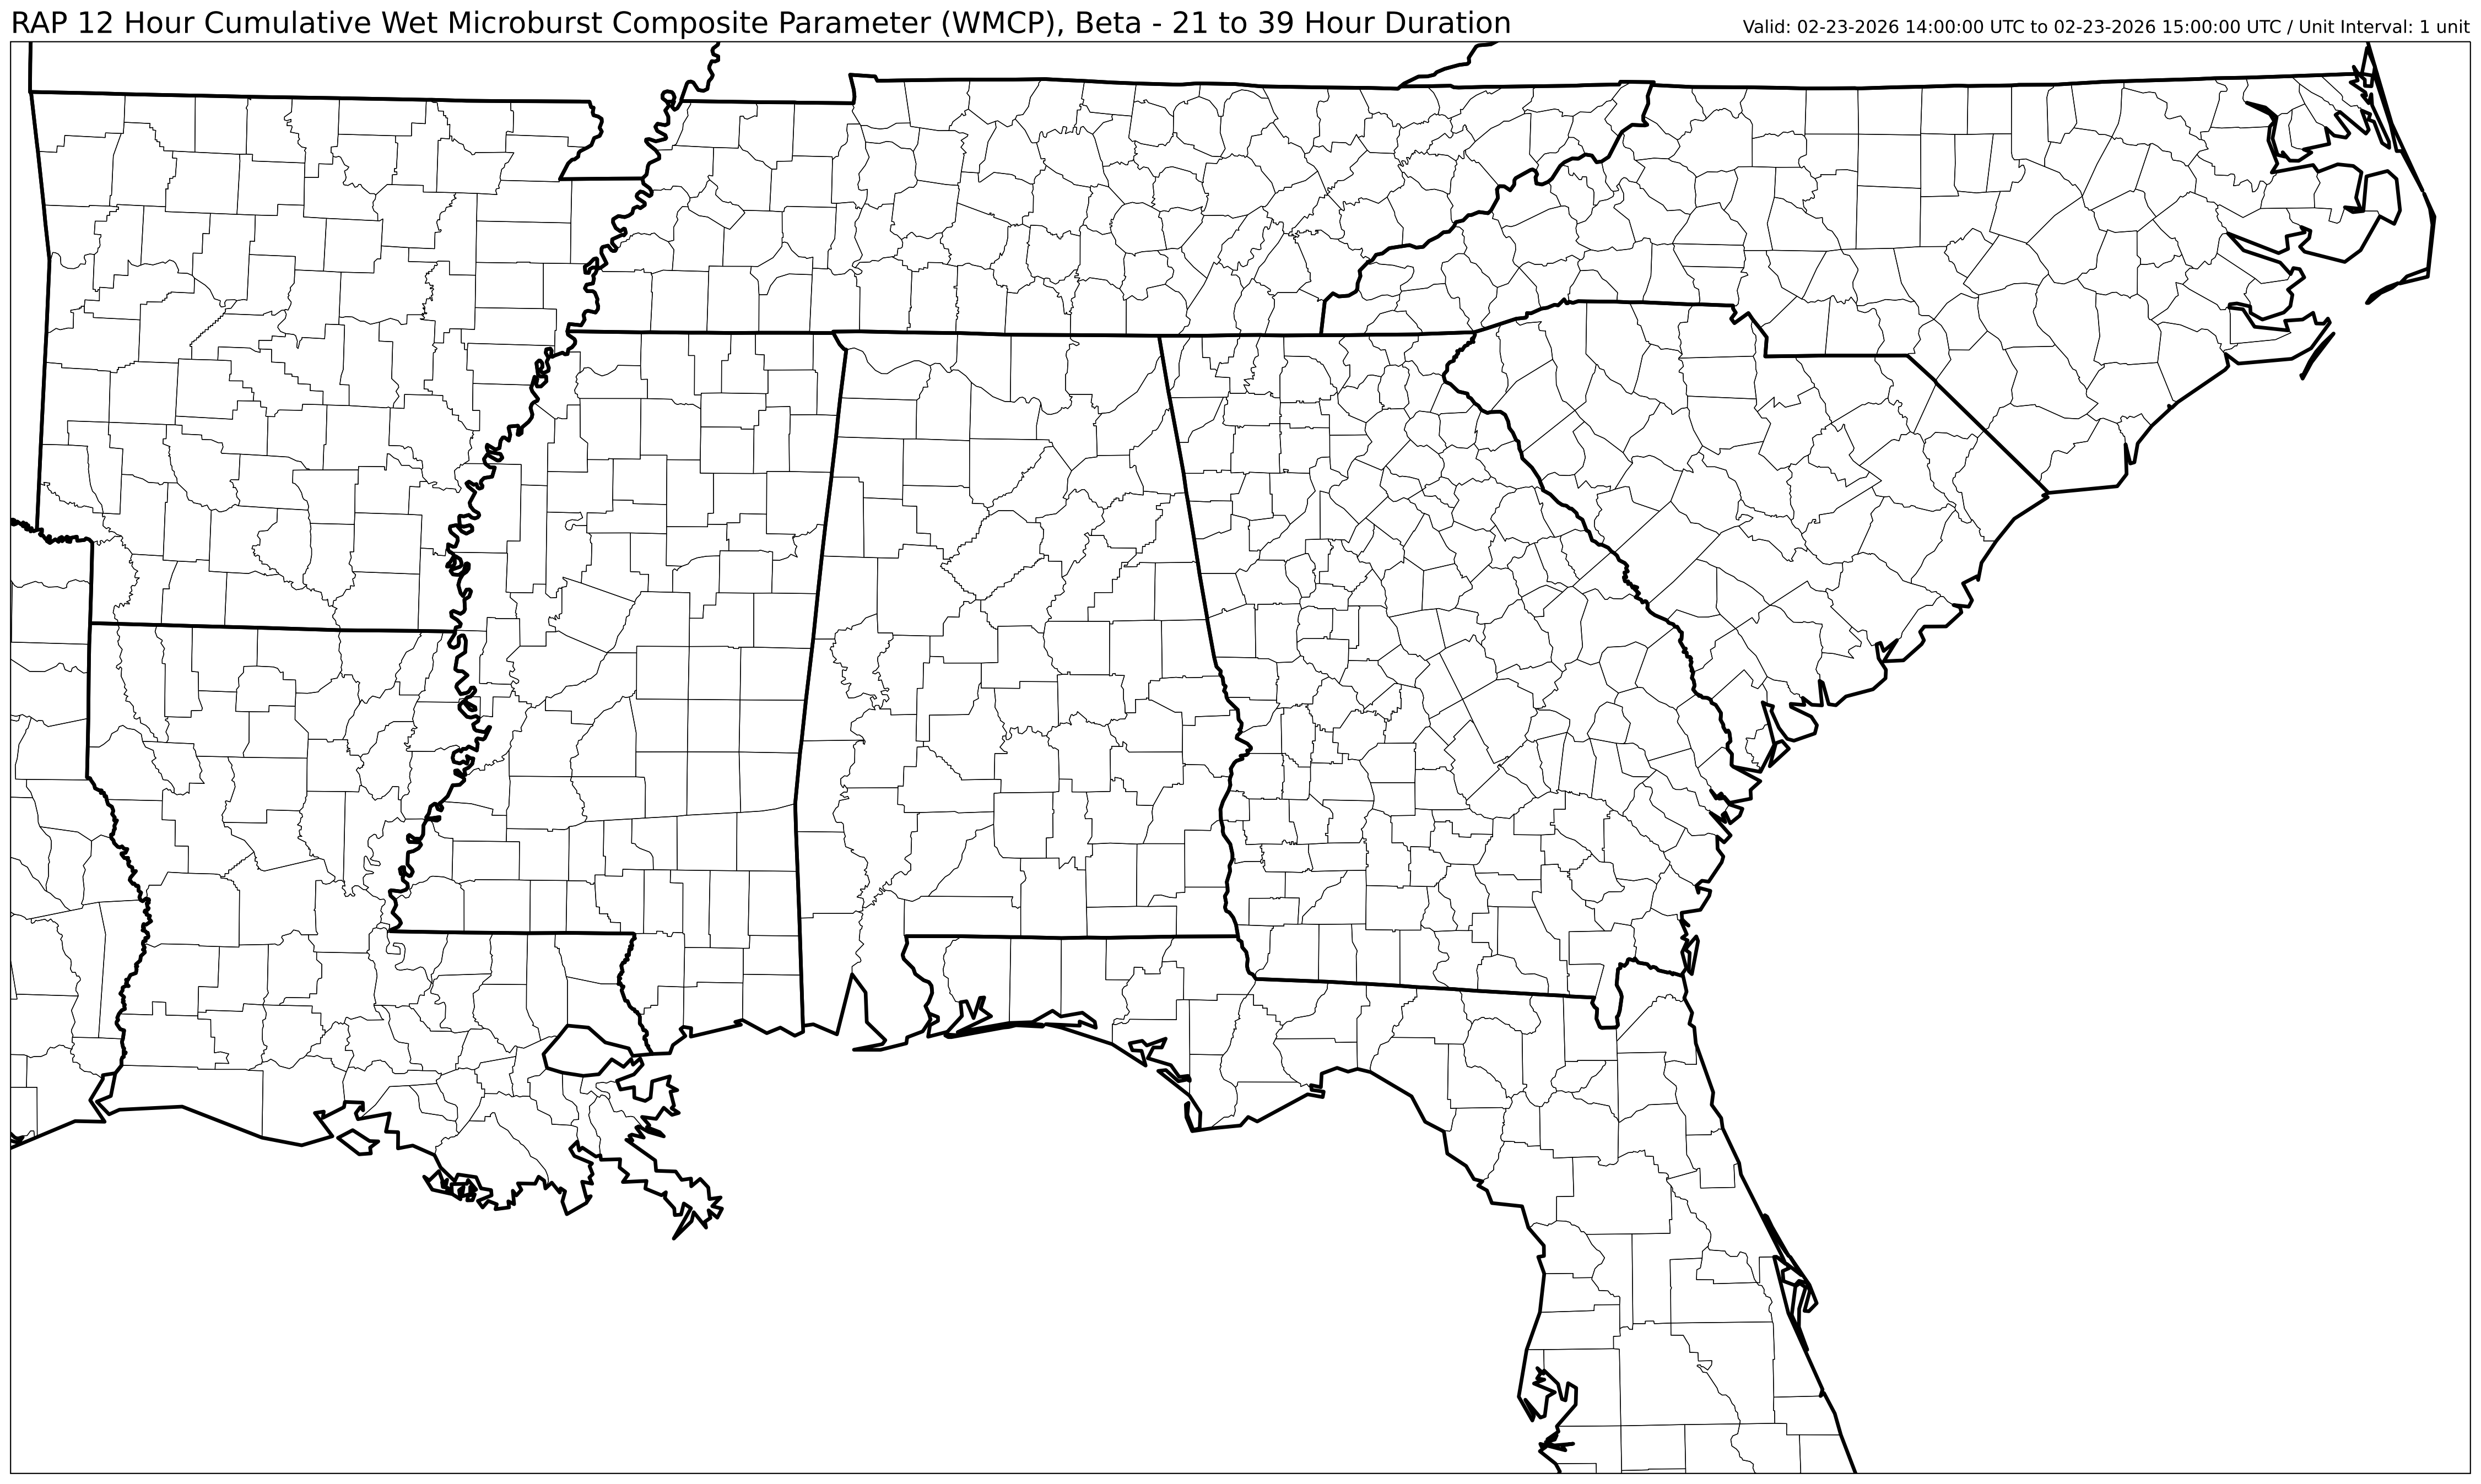 RAP 12 Hour Cumulative Wet Microburst Composite Parameter (WMCP), Beta - 21 to 39 Hour Duration
Valid: 02-23-2026 14:00:00 UTC to 02-23-2026 15:00:00 UTC / Unit Interval: 1 unit